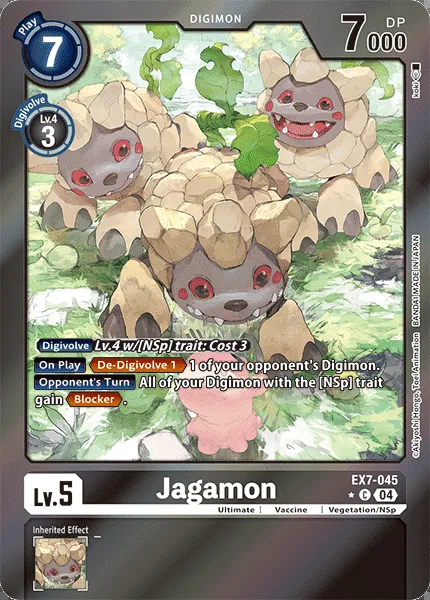 DIGIMON
Play
7
7000 DP
Digivolve
Lv.4
3
koki
©Akiyoshi Hongo, Toei Animation BANDAI MADE IN JAPAN
Digivolve Lv.4 w/[NSp] trait: Cost 3
On Play De-Digivolve 1 1 of your opponent's Digimon.
Opponent's Turn All of your Digimon with the [NSp] trait
gain Blocker .
Lv.5
Jagamon
EX7-045
★ C 04
Ultimate | Vaccine | Vegetation/NSp
Inherited Effect
–